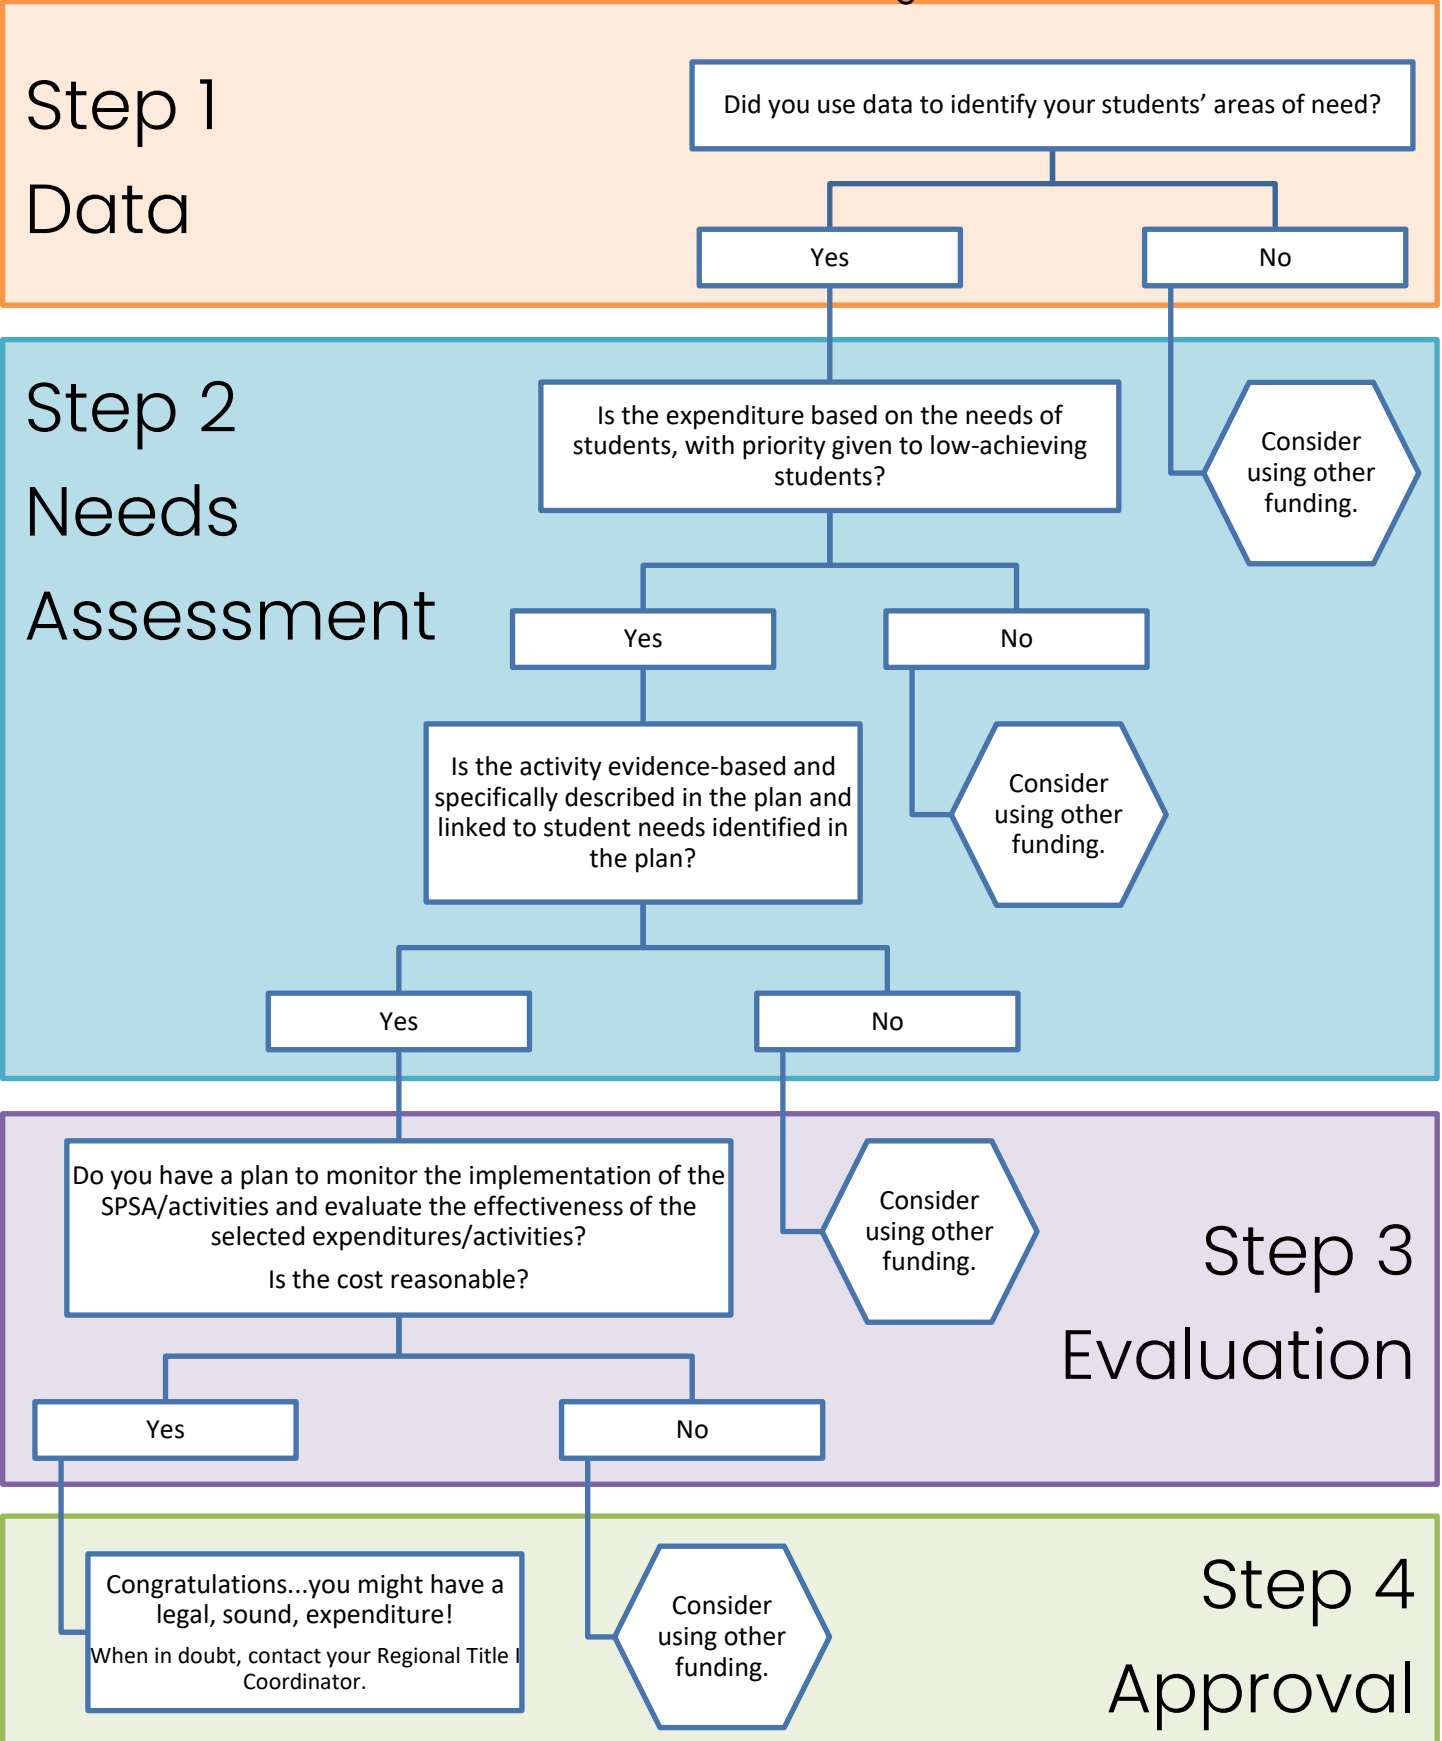 Step 1
Data
Did you use data to identify your students’ areas of need?
Yes
No
Step 2
Needs
Assessment
Is the expenditure based on the needs of
students, with priority given to low-achieving
students?
Consider
using other
funding.
Yes
No
Is the activity evidence-based and
specifically described in the plan and
linked to student needs identified in
the plan?
Consider
using other
funding.
Yes
No
Do you have a plan to monitor the implementation of the
SPSA/activities and evaluate the effectiveness of the
selected expenditures/activities?
Is the cost reasonable?
Consider
using other
funding.
Step 3
Evaluation
Yes
No
Congratulations...you might have a
legal, sound, expenditure!
When in doubt, contact your Regional Title I
Coordinator.
Consider
using other
funding.
Step 4
Approval